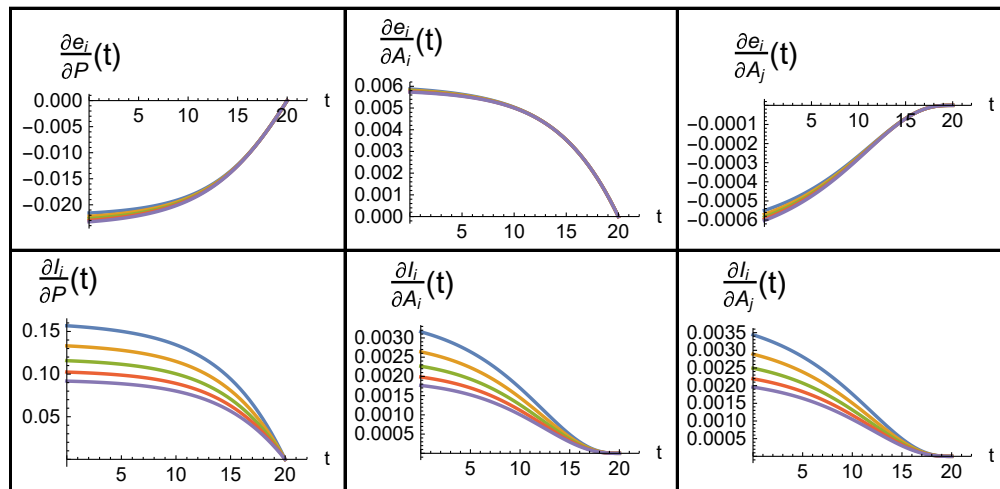 ∂e_i/∂P (t)
0.000
-0.005
-0.010
-0.015
-0.020
5 10 15 20 t
∂e_i/∂A_i (t)
0.006
0.005
0.004
0.003
0.002
0.001
0.000
5 10 15 20 t
∂e_i/∂A_j (t)
-0.0001
-0.0002
-0.0003
-0.0004
-0.0005
-0.0006
5 10 15 20 t
∂I_i/∂P (t)
0.15
0.10
0.05
5 10 15 20 t
∂I_i/∂A_i (t)
0.0030
0.0025
0.0020
0.0015
0.0010
0.0005
5 10 15 20 t
∂I_i/∂A_j (t)
0.0035
0.0030
0.0025
0.0020
0.0015
0.0010
0.0005
5 10 15 20 t